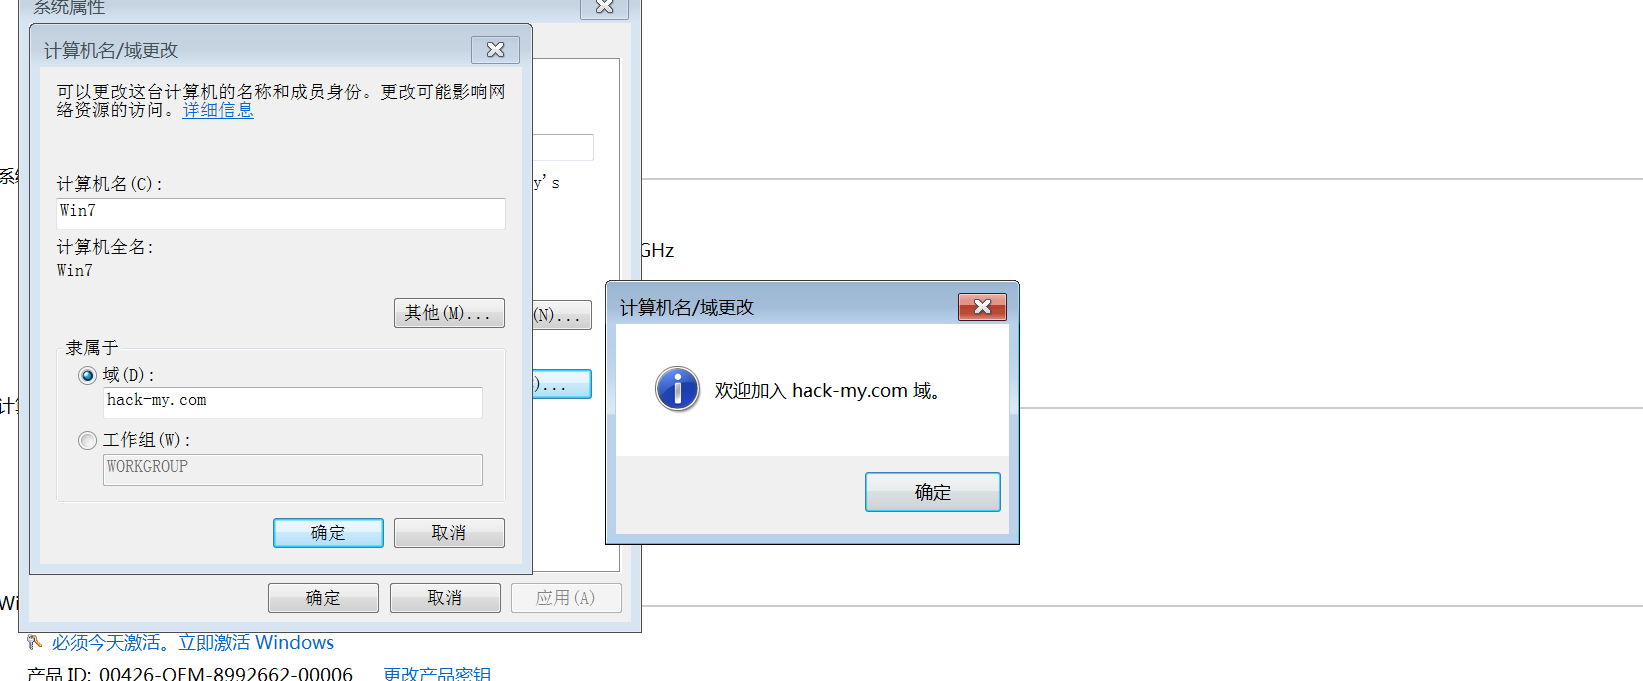 系统属性
计算机名/域更改
可以更改这台计算机的名称和成员身份。更改可能影响网
络资源的访问。详细信息
系统
y's
计算机名(C):
Win7
计算机全名:
Win7
GHz
其他(M)...
(N)...
计算机名/域更改
欢迎加入 hack-my.com 域。
确定
隶属于
域(D):
)...
hack-my.com
计算
工作组(W):
WORKGROUP
确定
取消
确定
取消
应用(A)
Wi
必须今天激活。立即激活 Windows
产品 ID: 00426-OEM-8992662-00006
更改产品密钥